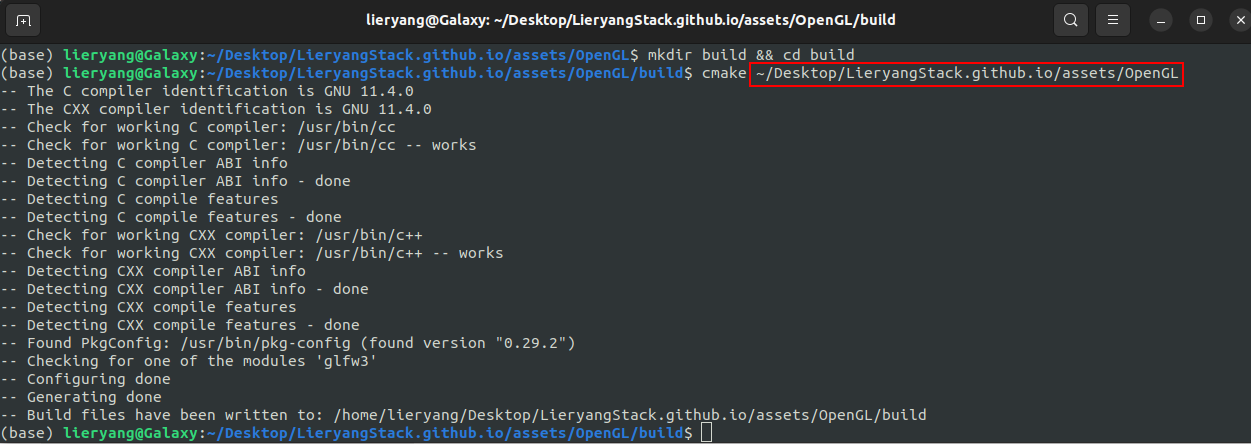 lieryang@Galaxy: ~/Desktop/LieryangStack.github.io/assets/OpenGL/build
(base) lieryang@Galaxy:~/Desktop/LieryangStack.github.io/assets/OpenGL$ mkdir build && cd build
(base) lieryang@Galaxy:~/Desktop/LieryangStack.github.io/assets/OpenGL/build$ cmake ~/Desktop/LieryangStack.github.io/assets/OpenGL
-- The C compiler identification is GNU 11.4.0
-- The CXX compiler identification is GNU 11.4.0
-- Check for working C compiler: /usr/bin/cc
-- Check for working C compiler: /usr/bin/cc -- works
-- Detecting C compiler ABI info
-- Detecting C compiler ABI info - done
-- Detecting C compile features
-- Detecting C compile features - done
-- Check for working CXX compiler: /usr/bin/c++
-- Check for working CXX compiler: /usr/bin/c++ -- works
-- Detecting CXX compiler ABI info
-- Detecting CXX compiler ABI info - done
-- Detecting CXX compile features
-- Detecting CXX compile features - done
-- Found PkgConfig: /usr/bin/pkg-config (found version "0.29.2")
-- Checking for one of the modules 'glfw3'
-- Configuring done
-- Generating done
-- Build files have been written to: /home/lieryang/Desktop/LieryangStack.github.io/assets/OpenGL/build
(base) lieryang@Galaxy:~/Desktop/LieryangStack.github.io/assets/OpenGL/build$